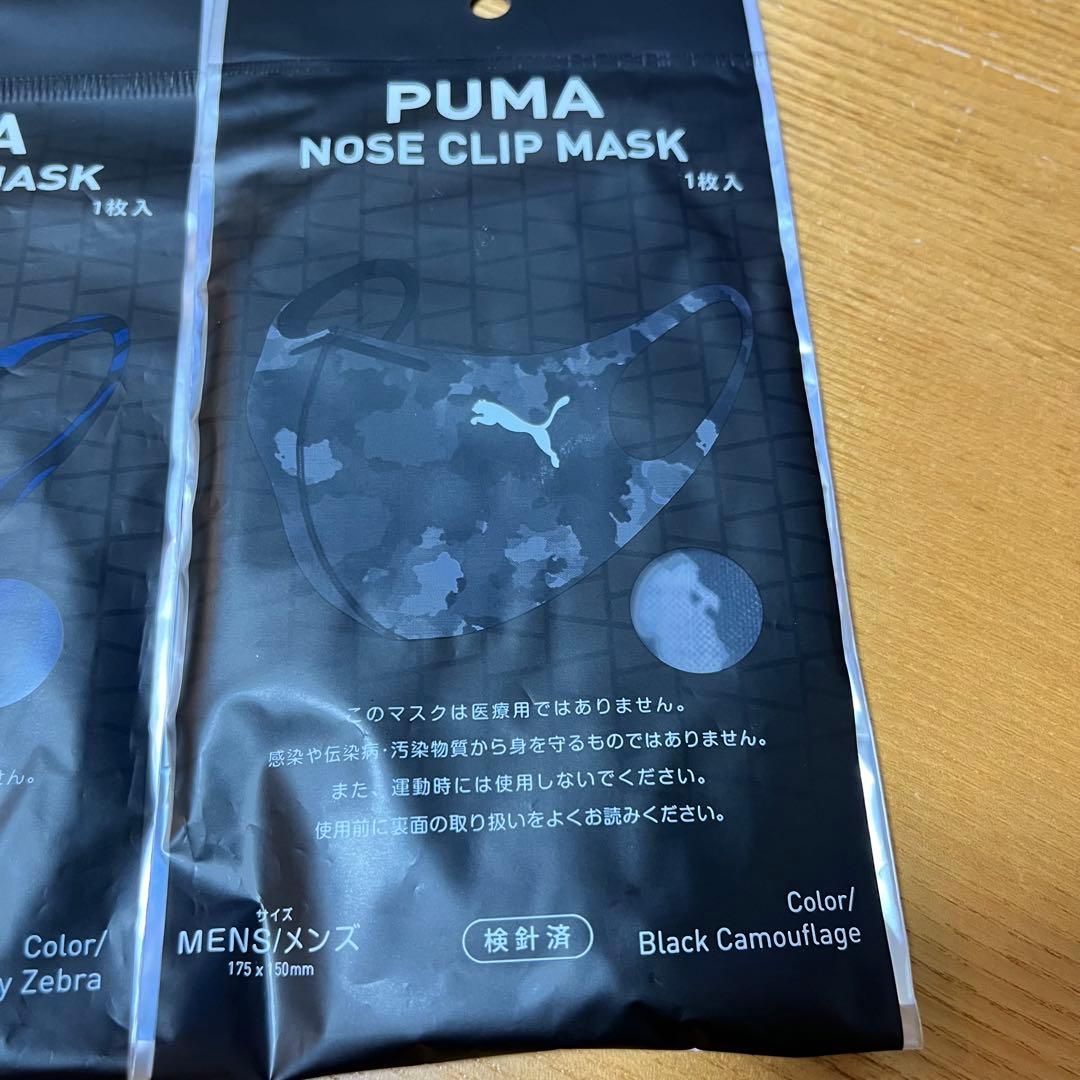 PUMA
NOSE CLIP MASK
1枚入
このマスクは医療用ではありません。
感染や伝染病・汚染物質から身を守るものではありません。
また、運動時には使用しないでください。
使用前に裏面の取り扱いをよくお読みください。
サイズ
MENS/メンズ
175x150mm
検針済
Color/
Black Camouflage
A
MASK
1枚入
せん。
Color/
y Zebra